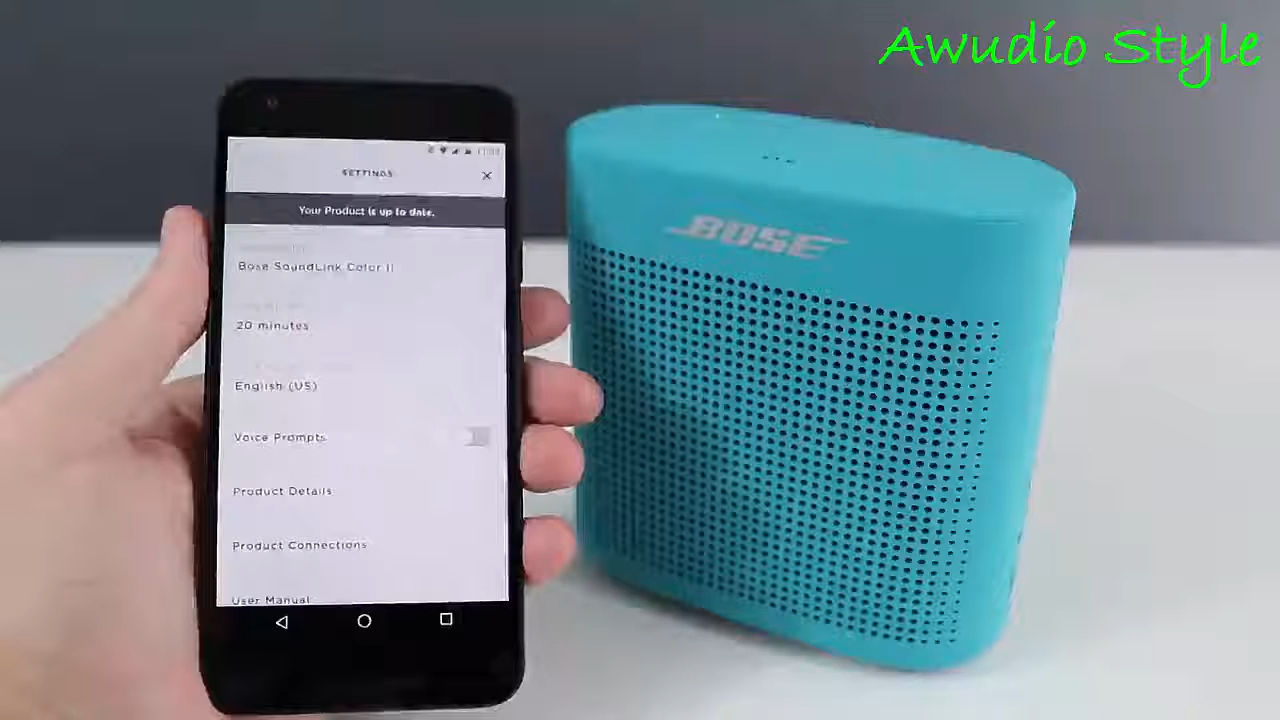 Awudio Style
SETTINGS
Your Product is up to date.
Bose SoundLink Color II
20 minutes
English (US)
Voice Prompts
Product Details
Product Connections
User Manual
BOSE